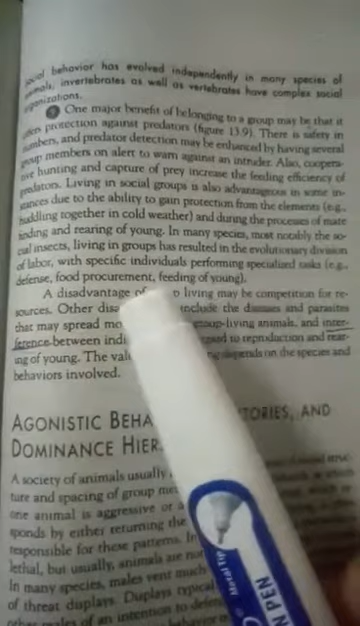 social behavior has evolved independently in many species of
animals; invertebrates as well as vertebrates have complex social
organizations.
One major benefit of belonging to a group may be that it
offers protection against predators (figure 13.9). There is safety in
numbers, and predator detection may be enhanced by having several
group members on alert to warn against an intruder. Also, coopera-
tive hunting and capture of prey increase the feeding efficiency of
predators. Living in social groups is also advantageous in some in-
stances due to the ability to gain protection from the elements (e.g.,
huddling together in cold weather) and during the processes of mate
finding and rearing of young. In many species, most notably the so-
cial insects, living in groups has resulted in the evolutionary division
of labor, with specific individuals performing specialized tasks (e.g.,
defense, food procurement, feeding of young).
A disadvantage of living may be competition for re-
sources. Other include the diseases and parasites
that may spread group-living animals, and inter-
ference between to reproduction and rear-
ing of young. The depends on the species and
behaviors involved.
AGONISTIC TORIES, AND
DOMINANCE
A society of animals usually
ture and spacing of group
one animal is aggressive or a
sponds by either returning the
responsible for these patterns. In
lethal, but usually, animals are not
In many species, males vent much
of threat displays. Displays
of an intention to
Metal Tip
N PEN